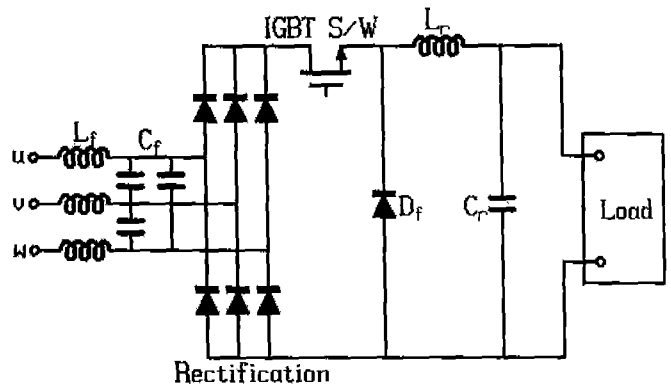 IGBT S/W
Lr
Lf
Cf
u
v
w
Df
Cr
Load
Rectification